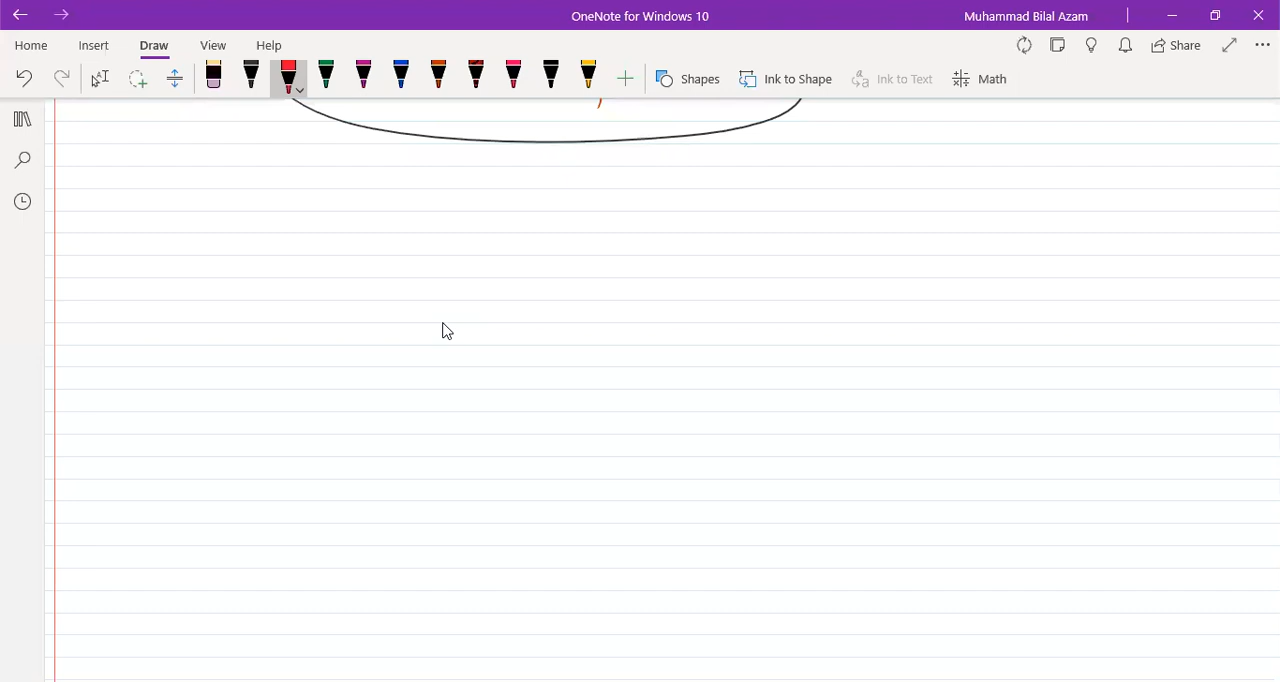 OneNote for Windows 10
Muhammad Bilal Azam
Home Insert Draw View Help
Share
Shapes
Ink to Shape
Ink to Text
Math